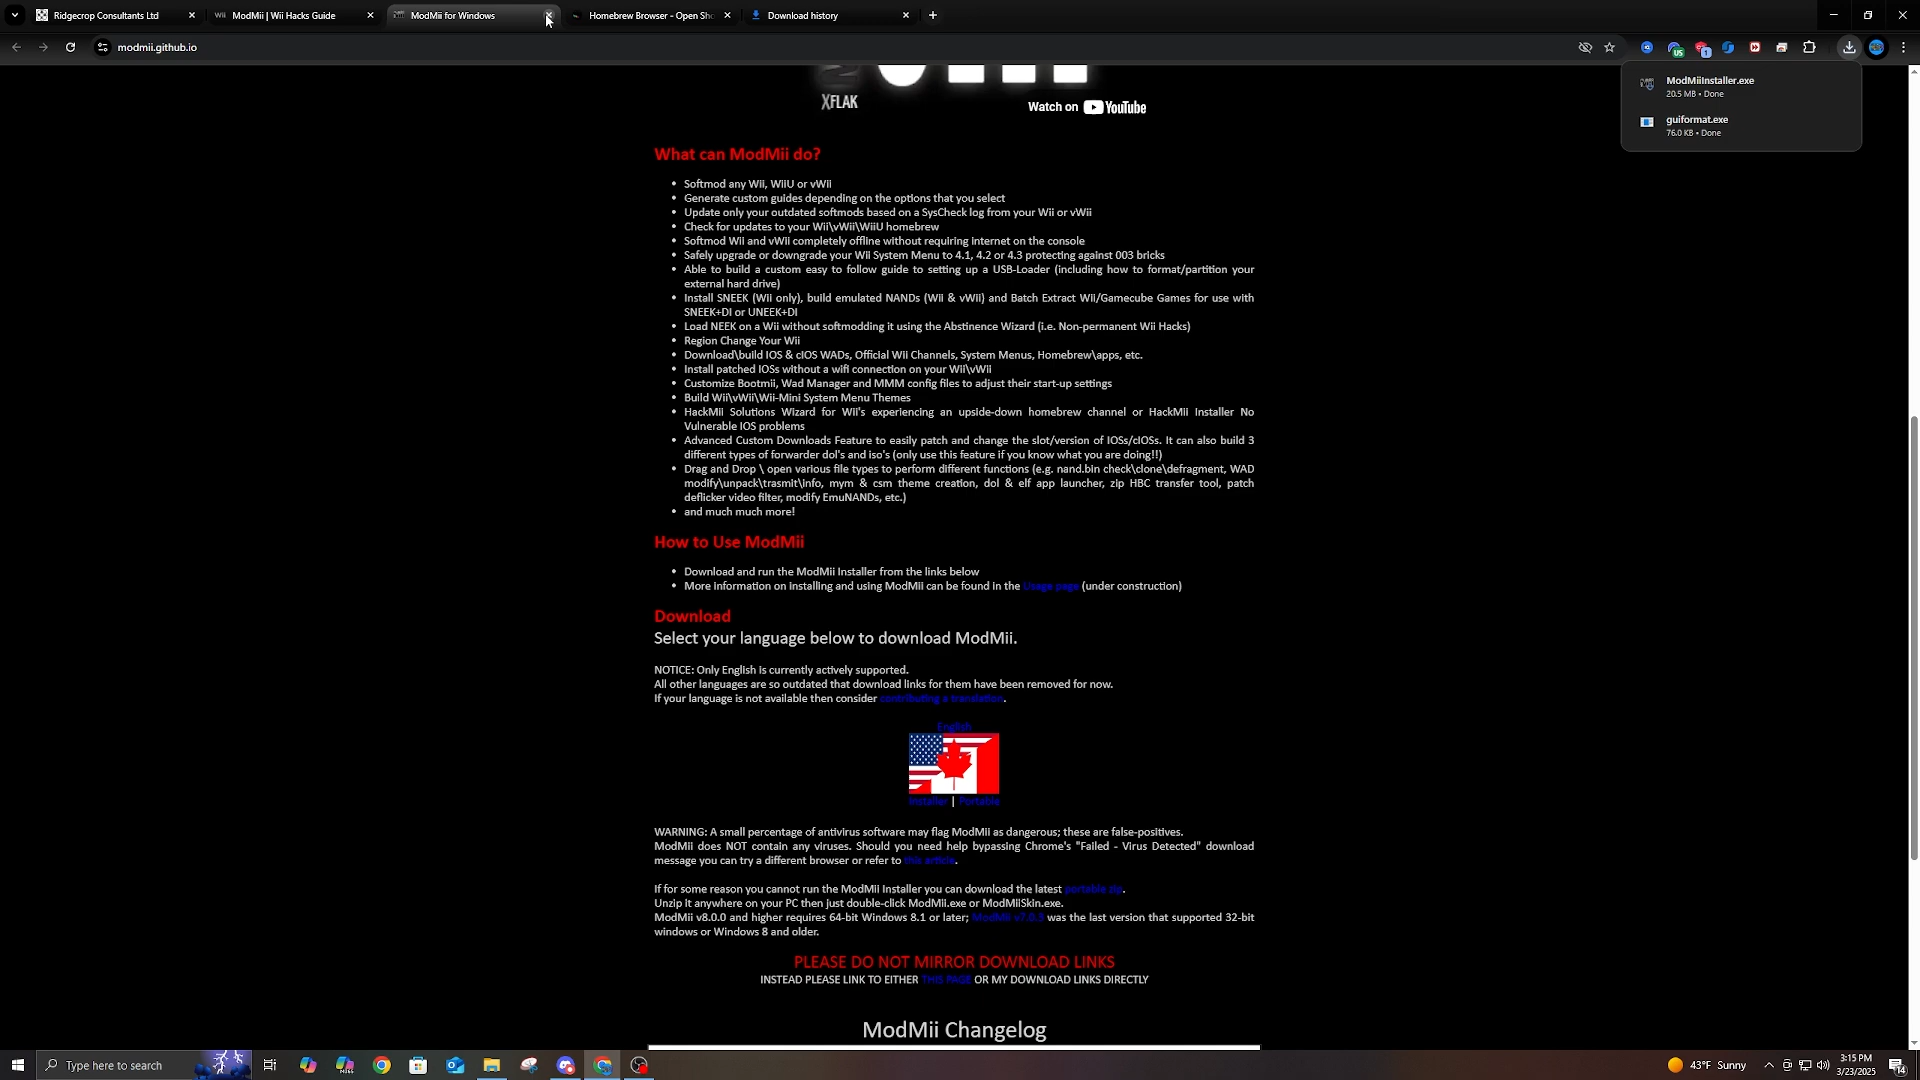 Ridgecrop Consultants Ltd
ModMii | Wii Hacks Guide
ModMii for Windows
Homebrew Browser - Open Sho
Download history
modmii.github.io
ModMiiInstaller.exe
20.5 MB • Done
guiformat.exe
76.0 KB • Done
XFLAK
Watch on YouTube
What can ModMii do?
• Softmod any Wii, WiiU or vWii
• Generate custom guides depending on the options that you select
• Update only your outdated softmods based on a SysCheck log from your Wii or vWii
• Check for updates to your Wii\vWii\WiiU homebrew
• Softmod Wii and vWii completely offline without requiring internet on the console
• Safely upgrade or downgrade your Wii System Menu to 4.1, 4.2 or 4.3 protecting against 003 bricks
• Able to build a custom easy to follow guide to setting up a USB-Loader (including how to format/partition your
external hard drive)
• Install SNEEK (Wii only), build emulated NANDs (Wii & vWii) and Batch Extract Wii/Gamecube Games for use with
SNEEK+DI or UNEEK+DI
• Load NEEK on a Wii without softmodding it using the Abstinence Wizard (i.e. Non-permanent Wii Hacks)
• Region Change Your Wii
• Download\build IOS & cIOS WADs, Official Wii Channels, System Menus, Homebrew\apps, etc.
• Install patched IOSs without a wifi connection on your Wii\vWii
• Customize Bootmii, Wad Manager and MMM config files to adjust their start-up settings
• Build Wii\vWii\Wii-Mini System Menu Themes
• HackMii Solutions Wizard for Wii's experiencing an upside-down homebrew channel or HackMii Installer No
Vulnerable IOS problems
• Advanced Custom Downloads Feature to easily patch and change the slot/version of IOSs/cIOSs. It can also build 3
different types of forwarder dol's and iso's (only use this feature if you know what you are doing!!)
• Drag and Drop \ open various file types to perform different functions (e.g. nand.bin check\clone\defragment, WAD
modify\unpack\trasmit\info, mym & csm theme creation, dol & elf app launcher, zip HBC transfer tool, patch
deflicker video filter, modify EmuNANDs, etc.)
• and much much more!
How to Use ModMii
• Download and run the ModMii Installer from the links below
• More information on installing and using ModMii can be found in the Usage page (under construction)
Download
Select your language below to download ModMii.
NOTICE: Only English is currently actively supported.
All other languages are so outdated that download links for them have been removed for now.
If your language is not available then consider contributing a translation.
English
Installer | Portable
WARNING: A small percentage of antivirus software may flag ModMii as dangerous; these are false-positives.
ModMii does NOT contain any viruses. Should you need help bypassing Chrome's "Failed - Virus Detected" download
message you can try a different browser or refer to this article.
If for some reason you cannot run the ModMii Installer you can download the latest portable zip.
Unzip it anywhere on your PC then just double-click ModMii.exe or ModMiiSkin.exe.
ModMii v8.0.0 and higher requires 64-bit Windows 8.1 or later; ModMii v7.0.3 was the last version that supported 32-bit
windows or Windows 8 and older.
PLEASE DO NOT MIRROR DOWNLOAD LINKS
INSTEAD PLEASE LINK TO EITHER THIS PAGE OR MY DOWNLOAD LINKS DIRECTLY
ModMii Changelog
Type here to search
43°F Sunny
3:15 PM
3/23/2025
14